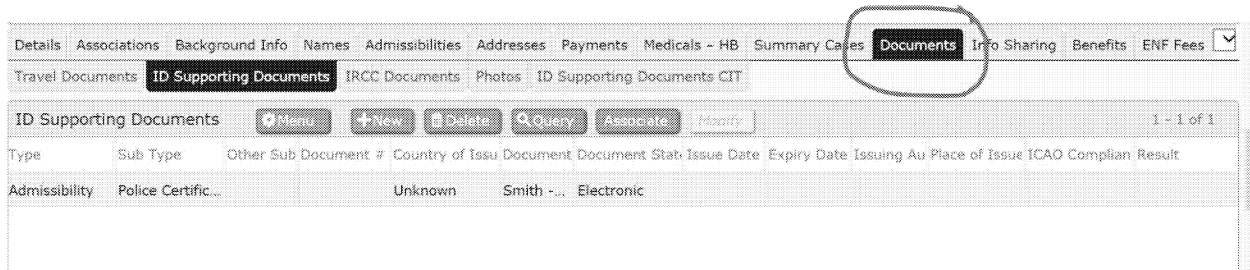 Details Associations Background Info Names Admissibilities Addresses Payments Medicals - HB Summary Cases Documents Info Sharing Benefits ENF Fees
Travel Documents ID Supporting Documents IRCC Documents Photos ID Supporting Documents CIT
ID Supporting Documents Menu +New Delete Query Associate Modify 1 - 1 of 1
Type Sub Type Other Sub Document # Country of Issu Document Document Stat Issue Date Expiry Date Issuing Au Place of Issue ICAO Complian Result
Admissibility Police Certific... Unknown Smith -... Electronic